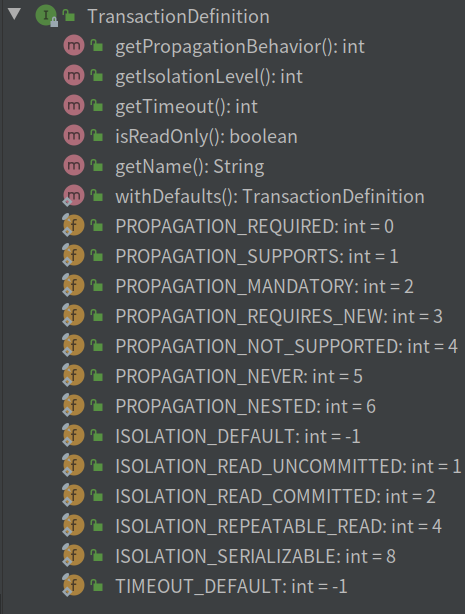 TransactionDefinition
getPropagationBehavior(): int
getIsolationLevel(): int
getTimeout(): int
isReadOnly(): boolean
getName(): String
withDefaults(): TransactionDefinition
PROPAGATION_REQUIRED: int = 0
PROPAGATION_SUPPORTS: int = 1
PROPAGATION_MANDATORY: int = 2
PROPAGATION_REQUIRES_NEW: int = 3
PROPAGATION_NOT_SUPPORTED: int = 4
PROPAGATION_NEVER: int = 5
PROPAGATION_NESTED: int = 6
ISOLATION_DEFAULT: int = -1
ISOLATION_READ_UNCOMMITTED: int = 1
ISOLATION_READ_COMMITTED: int = 2
ISOLATION_REPEATABLE_READ: int = 4
ISOLATION_SERIALIZABLE: int = 8
TIMEOUT_DEFAULT: int = -1